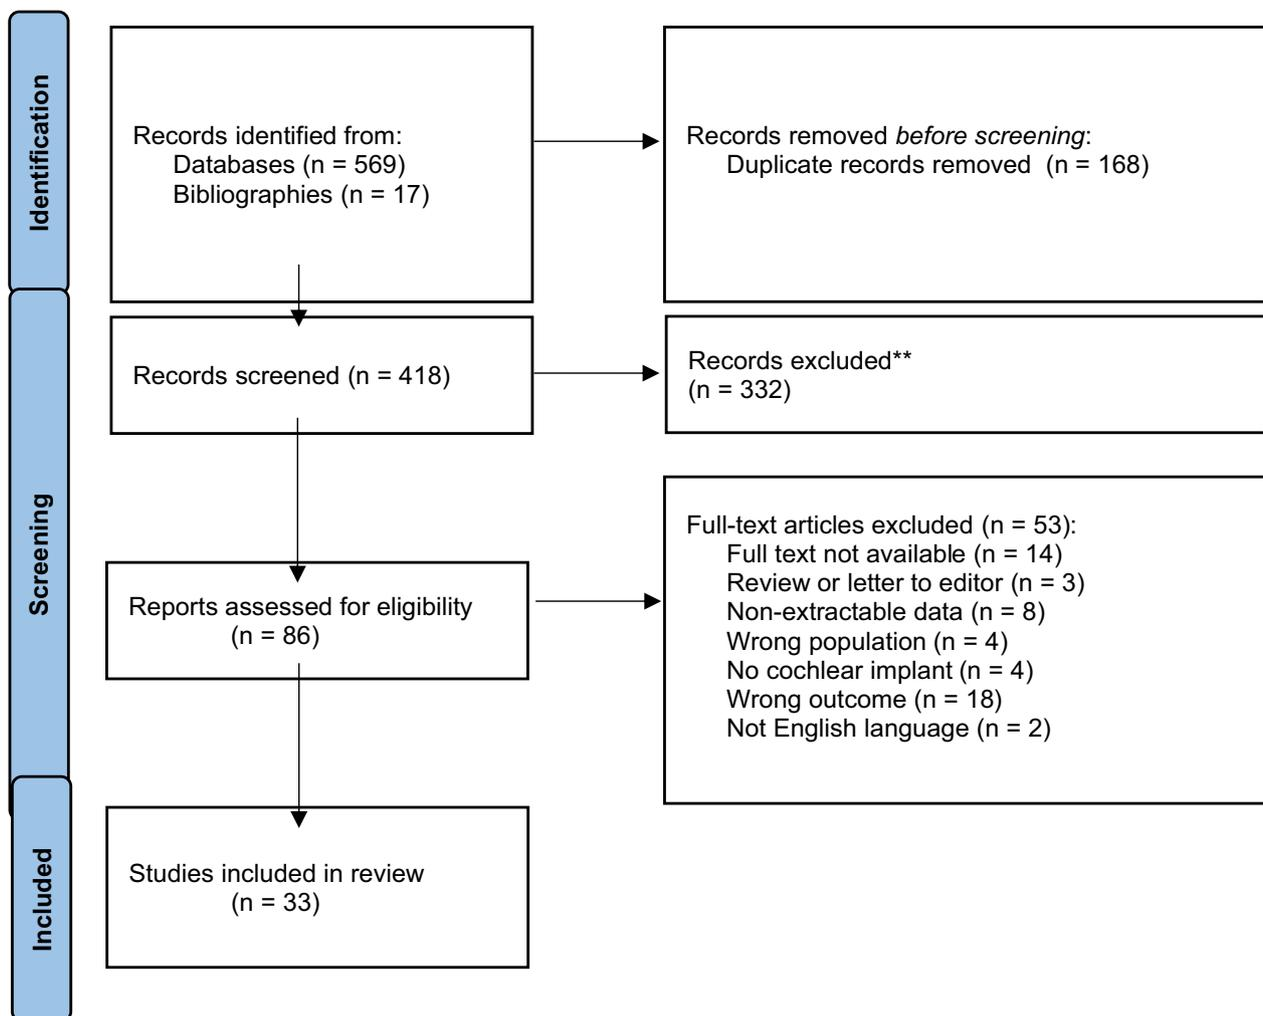 Identification
Records identified from:
Databases (n = 569)
Bibliographies (n = 17)
Records removed before screening:
Duplicate records removed  (n = 168)
Screening
Records screened (n = 418)
Records excluded**
(n = 332)
Reports assessed for eligibility
(n = 86)
Full-text articles excluded (n = 53):
Full text not available (n = 14)
Review or letter to editor (n = 3)
Non-extractable data (n = 8)
Wrong population (n = 4)
No cochlear implant (n = 4)
Wrong outcome (n = 18)
Not English language (n = 2)
Included
Studies included in review
(n = 33)